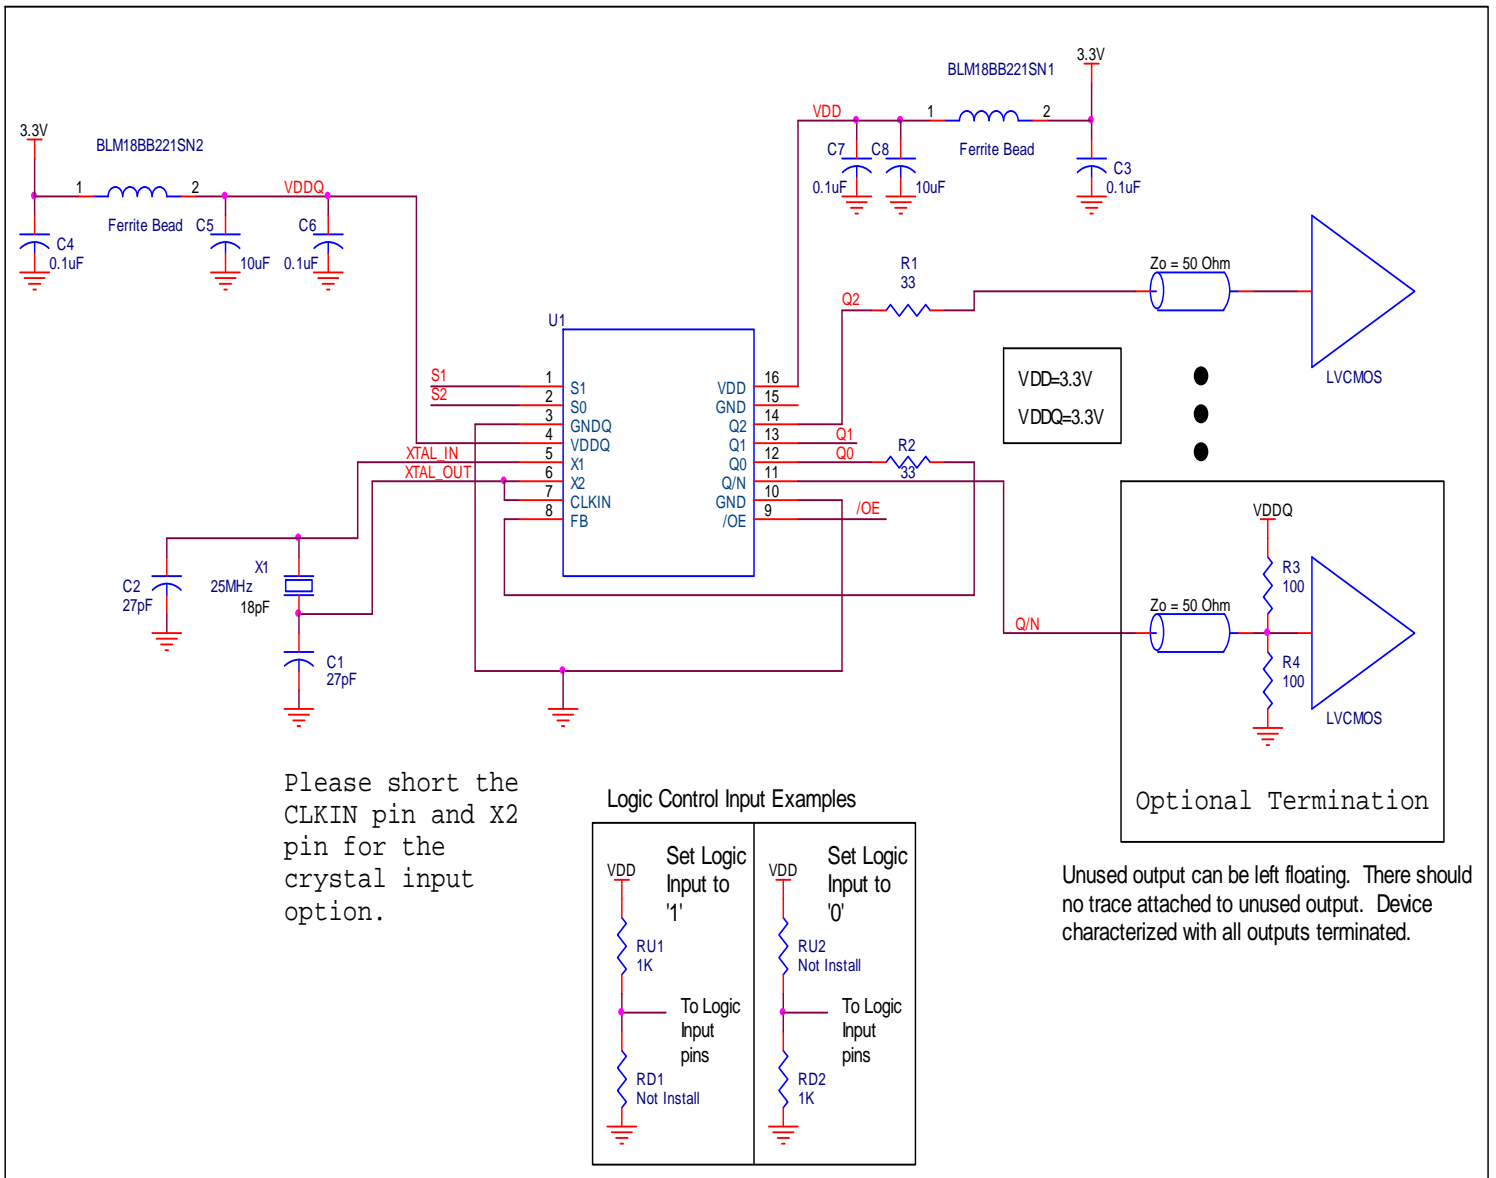 3.3V
BLM18BB221SN1
VDD
1
2
C7
C8
Ferrite Bead
C3
0.1uF
10uF
0.1uF
3.3V
BLM18BB221SN2
1
2
VDDQ
Ferrite Bead
C5
C6
C4
0.1uF
10uF
0.1uF
R1
33
Zo = 50 Ohm
Q2
LVCMOS
VDD=3.3V
VDDQ=3.3V
U1
S1
1
S1
S2
2
S0
3
GNDQ
4
VDDQ
XTAL_IN
5
X1
XTAL_OUT
6
X2
7
CLKIN
8
FB
VDD
16
GND
15
Q2
14
Q1
13
Q1
Q0
12
Q0
R2
33
Q/N
11
GND
10
/OE
9
/OE
C2
27pF
X1
25MHz
18pF
C1
27pF
VDDQ
R3
100
Zo = 50 Ohm
Q/N
R4
100
LVCMOS
Optional Termination
Please short the
CLKIN pin and X2
pin for the
crystal input
option.
Logic Control Input Examples
VDD
Set Logic
Input to
'1'
RU1
1K
To Logic
Input
pins
RD1
Not Install
VDD
Set Logic
Input to
'0'
RU2
Not Install
To Logic
Input
pins
RD2
1K
Unused output can be left floating. There should
no trace attached to unused output. Device
characterized with all outputs terminated.